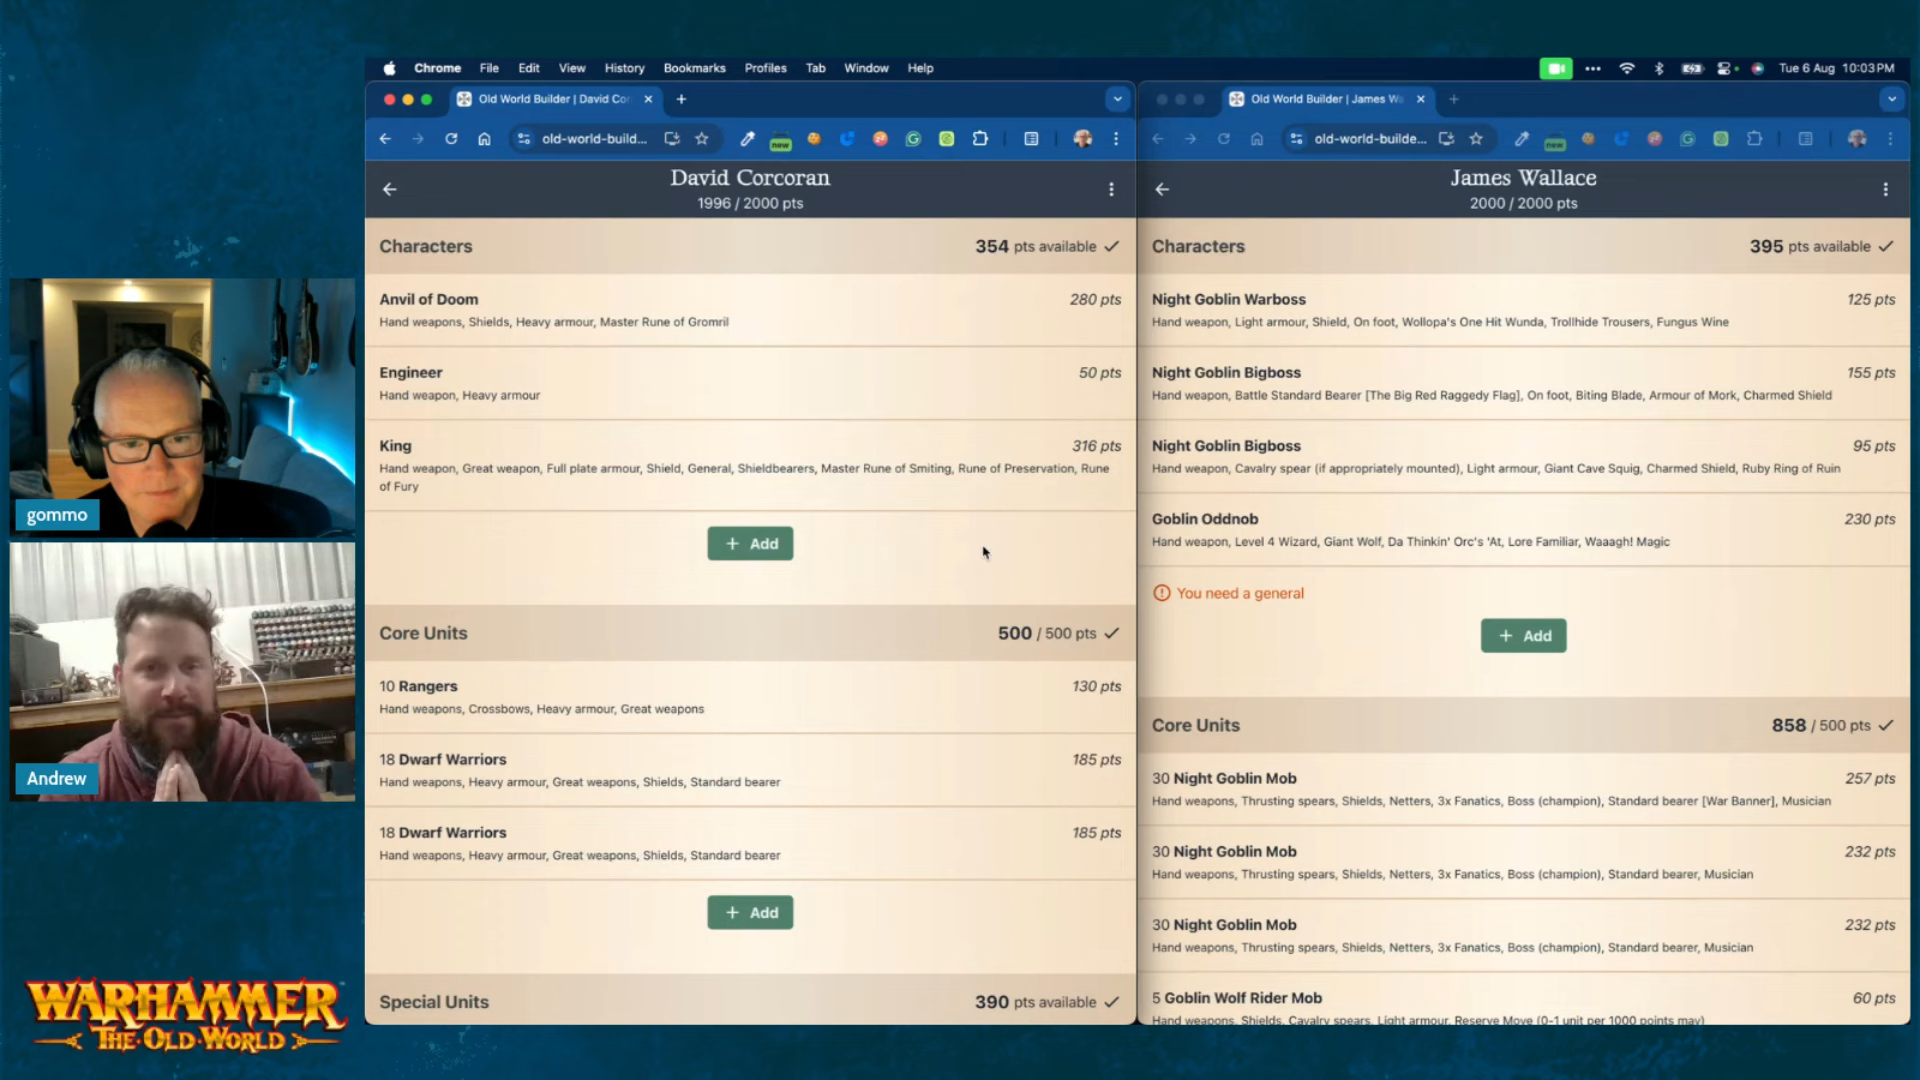 Chrome File Edit View History Bookmarks Profiles Tab Window Help
Tue 6 Aug 10:03 PM
Old World Builder | David Cor
old-world-build...
new
David Corcoran
1996 / 2000 pts
Characters 354 pts available
Anvil of Doom 280 pts
Hand weapons, Shields, Heavy armour, Master Rune of Gromril
Engineer 50 pts
Hand weapon, Heavy armour
King 316 pts
Hand weapon, Great weapon, Full plate armour, Shield, General, Shieldbearers, Master Rune of Smiting, Rune of Preservation, Rune
of Fury
+ Add
Core Units 500 / 500 pts
10 Rangers 130 pts
Hand weapons, Crossbows, Heavy armour, Great weapons
18 Dwarf Warriors 185 pts
Hand weapons, Heavy armour, Great weapons, Shields, Standard bearer
18 Dwarf Warriors 185 pts
Hand weapons, Heavy armour, Great weapons, Shields, Standard bearer
+ Add
Special Units 390 pts available
Old World Builder | James Wa
old-world-builde...
new
James Wallace
2000 / 2000 pts
Characters 395 pts available
Night Goblin Warboss 125 pts
Hand weapon, Light armour, Shield, On foot, Wollopa's One Hit Wunda, Trollhide Trousers, Fungus Wine
Night Goblin Bigboss 155 pts
Hand weapon, Battle Standard Bearer [The Big Red Raggedy Flag], On foot, Biting Blade, Armour of Mork, Charmed Shield
Night Goblin Bigboss 95 pts
Hand weapon, Cavalry spear (if appropriately mounted), Light armour, Giant Cave Squig, Charmed Shield, Ruby Ring of Ruin
Goblin Oddnob 230 pts
Hand weapon, Level 4 Wizard, Giant Wolf, Da Thinkin' Orc's 'At, Lore Familiar, Waaagh! Magic
You need a general
+ Add
Core Units 858 / 500 pts
30 Night Goblin Mob 257 pts
Hand weapons, Thrusting spears, Shields, Netters, 3x Fanatics, Boss (champion), Standard bearer [War Banner], Musician
30 Night Goblin Mob 232 pts
Hand weapons, Thrusting spears, Shields, Netters, 3x Fanatics, Boss (champion), Standard bearer, Musician
30 Night Goblin Mob 232 pts
Hand weapons, Thrusting spears, Shields, Netters, 3x Fanatics, Boss (champion), Standard bearer, Musician
5 Goblin Wolf Rider Mob 60 pts
Hand weapons, Shields, Cavalry spears, Light armour, Reserve Move (0-1 unit per 1000 points may)
gommo
Andrew
WARHAMMER
THE·OLD·WORLD